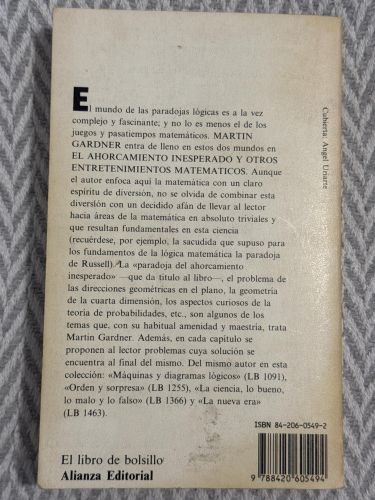 El mundo de las paradojas lógicas es a la vez
complejo y fascinante; y no lo es menos el de los
juegos y pasatiempos matemáticos. MARTIN
GARDNER entra de lleno en estos dos mundos en
EL AHORCAMIENTO INESPERADO Y OTROS
ENTRETENIMIENTOS MATEMATICOS. Aunque
el autor enfoca aquí la matemática con un claro
espíritu de diversión, no se olvida de combinar esta
diversión con un decidido afán de llevar al lector
hacia áreas de la matemática en absoluto triviales y
que resultan fundamentales en esta ciencia
(recuérdese, por ejemplo, la sacudida que supuso para
los fundamentos de la lógica matemática la paradoja
de Russell). La «paradoja del ahorcamiento
inesperado» —que da titulo al libro—, el problema de
las direcciones geométricas en el plano, la geometría
de la cuarta dimensión, los aspectos curiosos de la
teoría de probabilidades, etc., son algunos de los
temas que, con su habitual amenidad y maestria, trata
Martin Gardner. Además, en cada capítulo se
proponen al lector problemas cuya solución se
encuentra al final del mismo. Del mismo autor en esta
colección: «Máquinas y diagramas lógicos» (LB 1091),
«Orden y sorpresa» (LB 1255), «La ciencia, lo bueno,
lo malo y lo falso» (LB 1366) y «La nueva era»
(LB 1463).
Cubierta: Angel Uriarte
El libro de bolsillo
Alianza Editorial
ISBN 84-206-0549-2
9 788420 605494